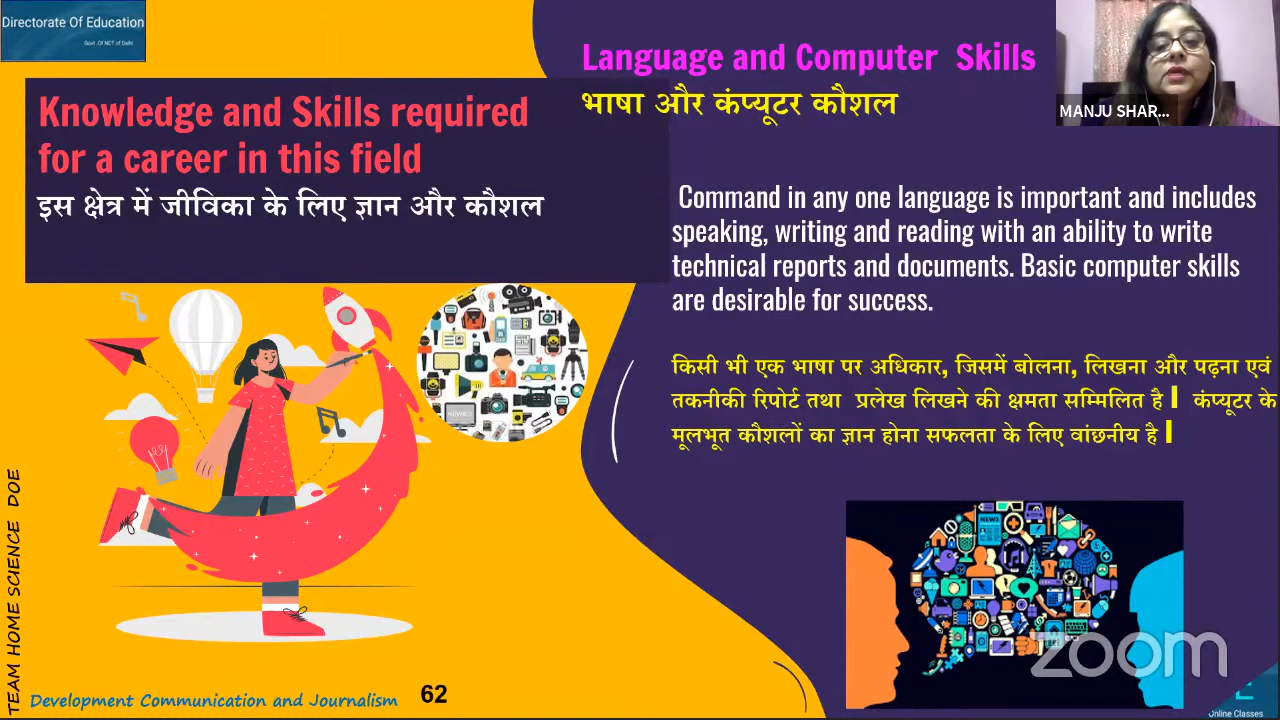 Directorate Of Education
Govt .Of NCT of Delhi
Knowledge and Skills required
for a career in this field
इस क्षेत्र में जीविका के लिए ज्ञान और कौशल
Language and Computer Skills
भाषा और कंप्यूटर कौशल
MANJU SHAR...
Command in any one language is important and includes
speaking, writing and reading with an ability to write
technical reports and documents. Basic computer skills
are desirable for success.
किसी भी एक भाषा पर अधिकार, जिसमें बोलना, लिखना और पढ़ना एवं
तकनीकी रिपोर्ट तथा प्रलेख लिखने की क्षमता सम्मिलित है । कंप्यूटर के
मूलभूत कौशलों का ज्ञान होना सफलता के लिए वांछनीय है ।
NEWS
NEWS
zoom
TEAM HOME SCIENCE DOE
Development Communication and Journalism
62
E
Online Classes